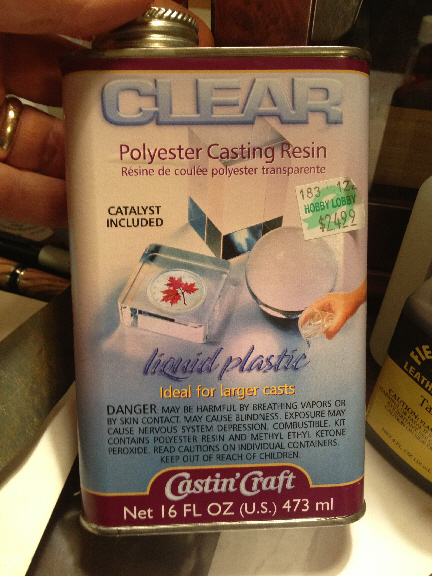 CLEAR
Polyester Casting Resin
Résine de coulée polyester transparente
183 122
HOBBY LOBBY
$24.99
CATALYST
INCLUDED
liquid plastic
Ideal for larger casts
DANGER MAY BE HARMFUL BY BREATHING VAPORS OR
BY SKIN CONTACT. MAY CAUSE BLINDNESS. EXPOSURE MAY
CAUSE NERVOUS SYSTEM DEPRESSION. COMBUSTIBLE. KIT
CONTAINS POLYESTER RESIN AND METHYL ETHYL KETONE
PEROXIDE. READ CAUTIONS ON INDIVIDUAL CONTAINERS.
KEEP OUT OF REACH OF CHILDREN.
Castin'Craft
Net 16 FL OZ (U.S.) 473 ml
LEATH
CAUTION